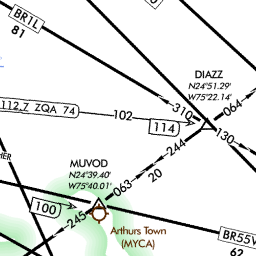 BR1L
81
DIAZZ
N24°51.29'
W75°22.14'
112.7 ZQA 74
102
114
310
064
130
244
MUVOD
N24°39.40'
W75°40.01'
063
20
100
245
Arthurs Town
(MYCA)
BR55V
62